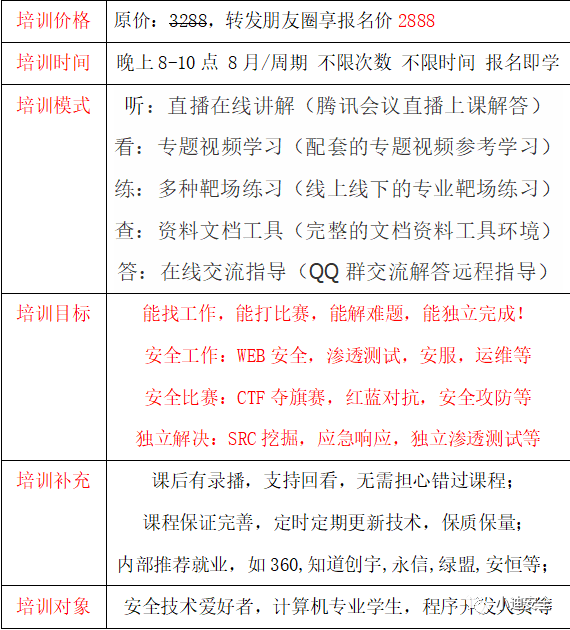 培训价格 原价：3288，转发朋友圈享报名价 2888
培训时间 晚上 8-10 点 8 月/周期 不限次数 不限时间 报名即学
培训模式 听：直播在线讲解（腾讯会议直播上课解答）
看：专题视频学习（配套的专题视频参考学习）
练：多种靶场练习（线上线下的专业靶场练习）
查：资料文档工具（完整的文档资料工具环境）
答：在线交流指导（QQ 群交流解答远程指导）
培训目标 能找工作，能打比赛，能解难题，能独立完成！
安全工作：WEB 安全，渗透测试，安服，运维等
安全比赛：CTF 夺旗赛，红蓝对抗，安全攻防等
独立解决：SRC 挖掘，应急响应，独立渗透测试等
培训补充 课后有录播，支持回看，无需担心错过课程；
课程保证完善，定时定期更新技术，保质保量；
内部推荐就业，如 360,知道创宇,永信,绿盟,安恒等；
培训对象 安全技术爱好者，计算机专业学生，程序开发人员等
小迪安全